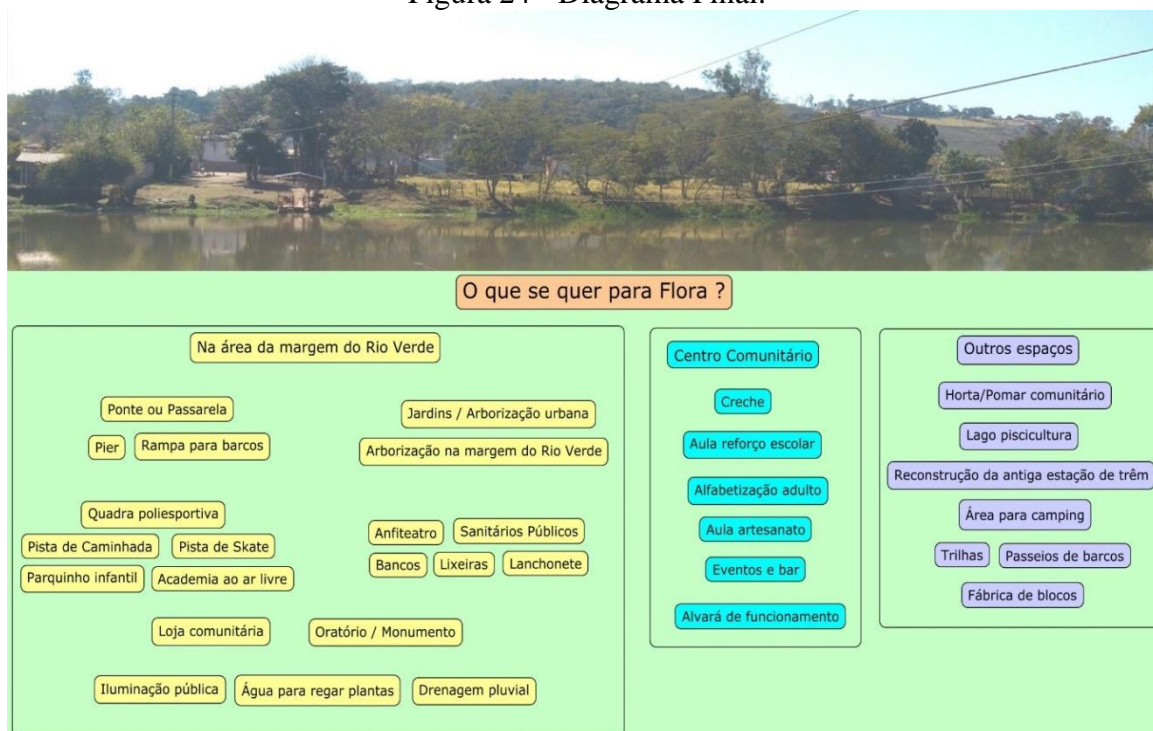 Figura 24 - Diagrama Final.
O que se quer para Flora ?
Na área da margem do Rio Verde
Ponte ou Passarela
Pier
Rampa para barcos
Jardins / Arborização urbana
Arborização na margem do Rio Verde
Quadra poliesportiva
Pista de Caminhada
Pista de Skate
Parquinho infantil
Academia ao ar livre
Anfiteatro
Sanitários Públicos
Bancos
Lixeiras
Lanchonete
Loja comunitária
Oratório / Monumento
Iluminação pública
Água para regar plantas
Drenagem pluvial
Centro Comunitário
Creche
Aula reforço escolar
Alfabetização adulto
Aula artesanato
Eventos e bar
Alvará de funcionamento
Outros espaços
Horta/Pomar comunitário
Lago piscicultura
Reconstrução da antiga estação de trêm
Área para camping
Trilhas
Passeios de barcos
Fábrica de blocos